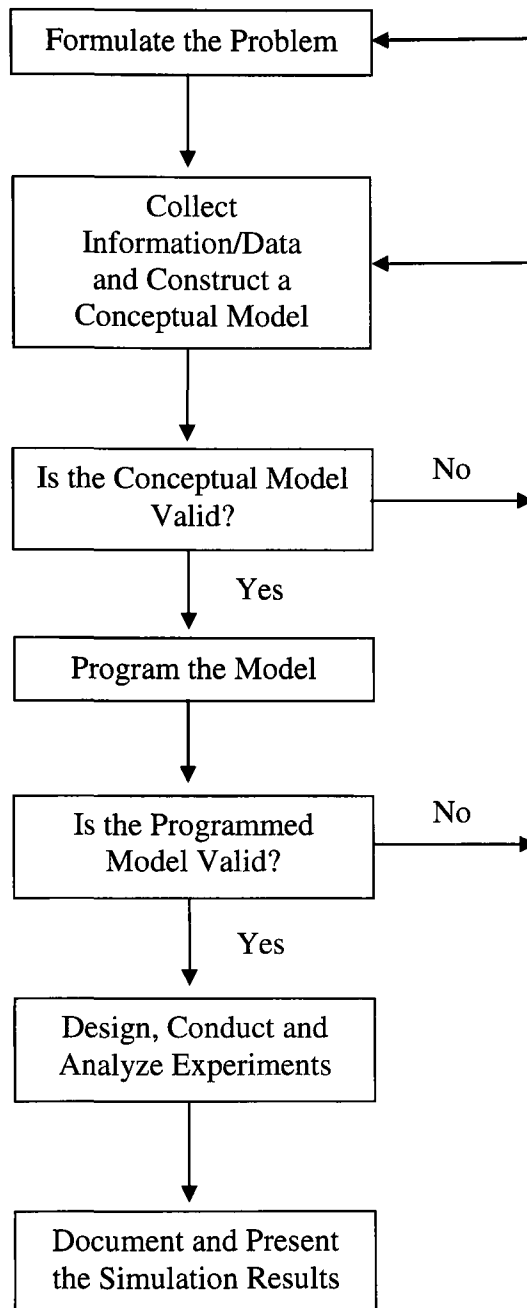 Formulate the Problem
Collect
Information/Data
and Construct a
Conceptual Model
Is the Conceptual Model
Valid?
No
Yes
Program the Model
Is the Programmed
Model Valid?
No
Yes
Design, Conduct and
Analyze Experiments
Document and Present
the Simulation Results